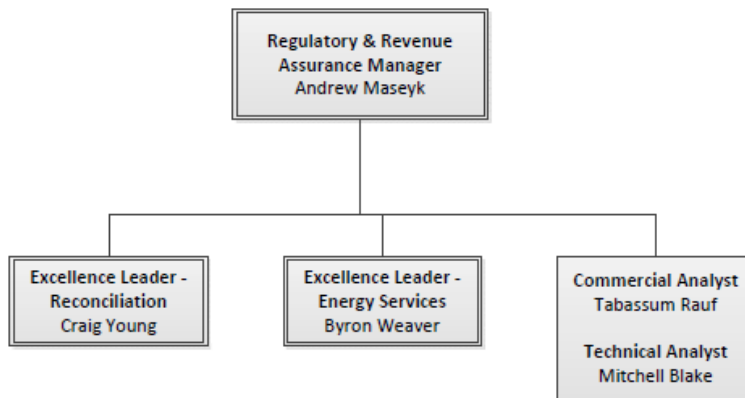 Regulatory & Revenue
Assurance Manager
Andrew Maseyk
Excellence Leader -
Reconciliation
Craig Young
Excellence Leader -
Energy Services
Byron Weaver
Commercial Analyst
Tabassum Rauf
Technical Analyst
Mitchell Blake